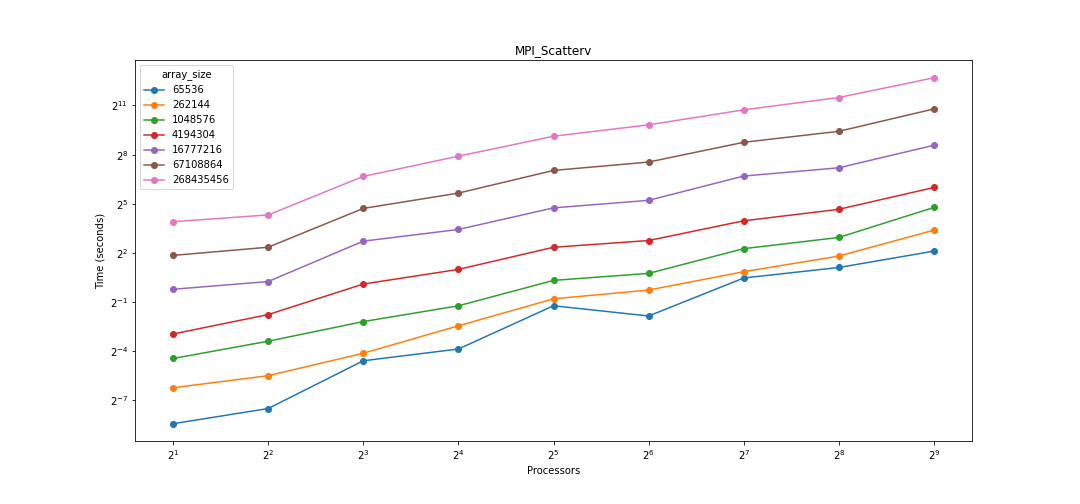 MPI_Scatterv
array_size
65536
262144
1048576
4194304
16777216
67108864
268435456
Time (seconds)
2^11
2^8
2^5
2^2
2^-1
2^-4
2^-7
2^1 2^2 2^3 2^4 2^5 2^6 2^7 2^8 2^9
Processors